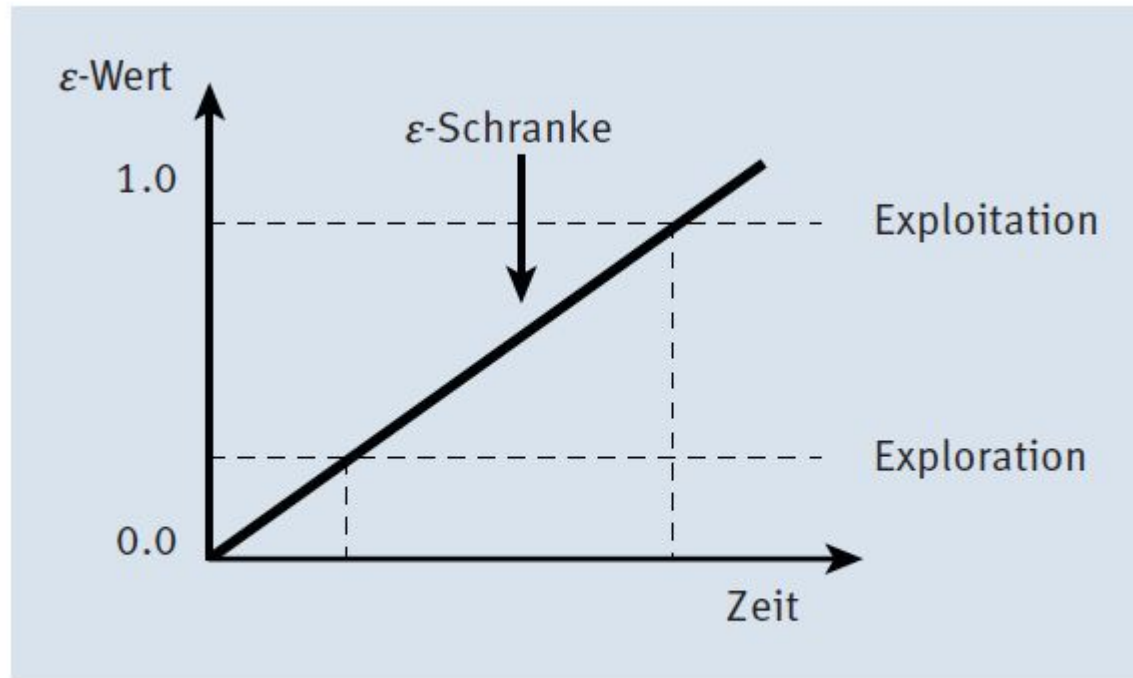 ε-Wert
ε-Schranke
1.0
Exploitation
Exploration
0.0
Zeit